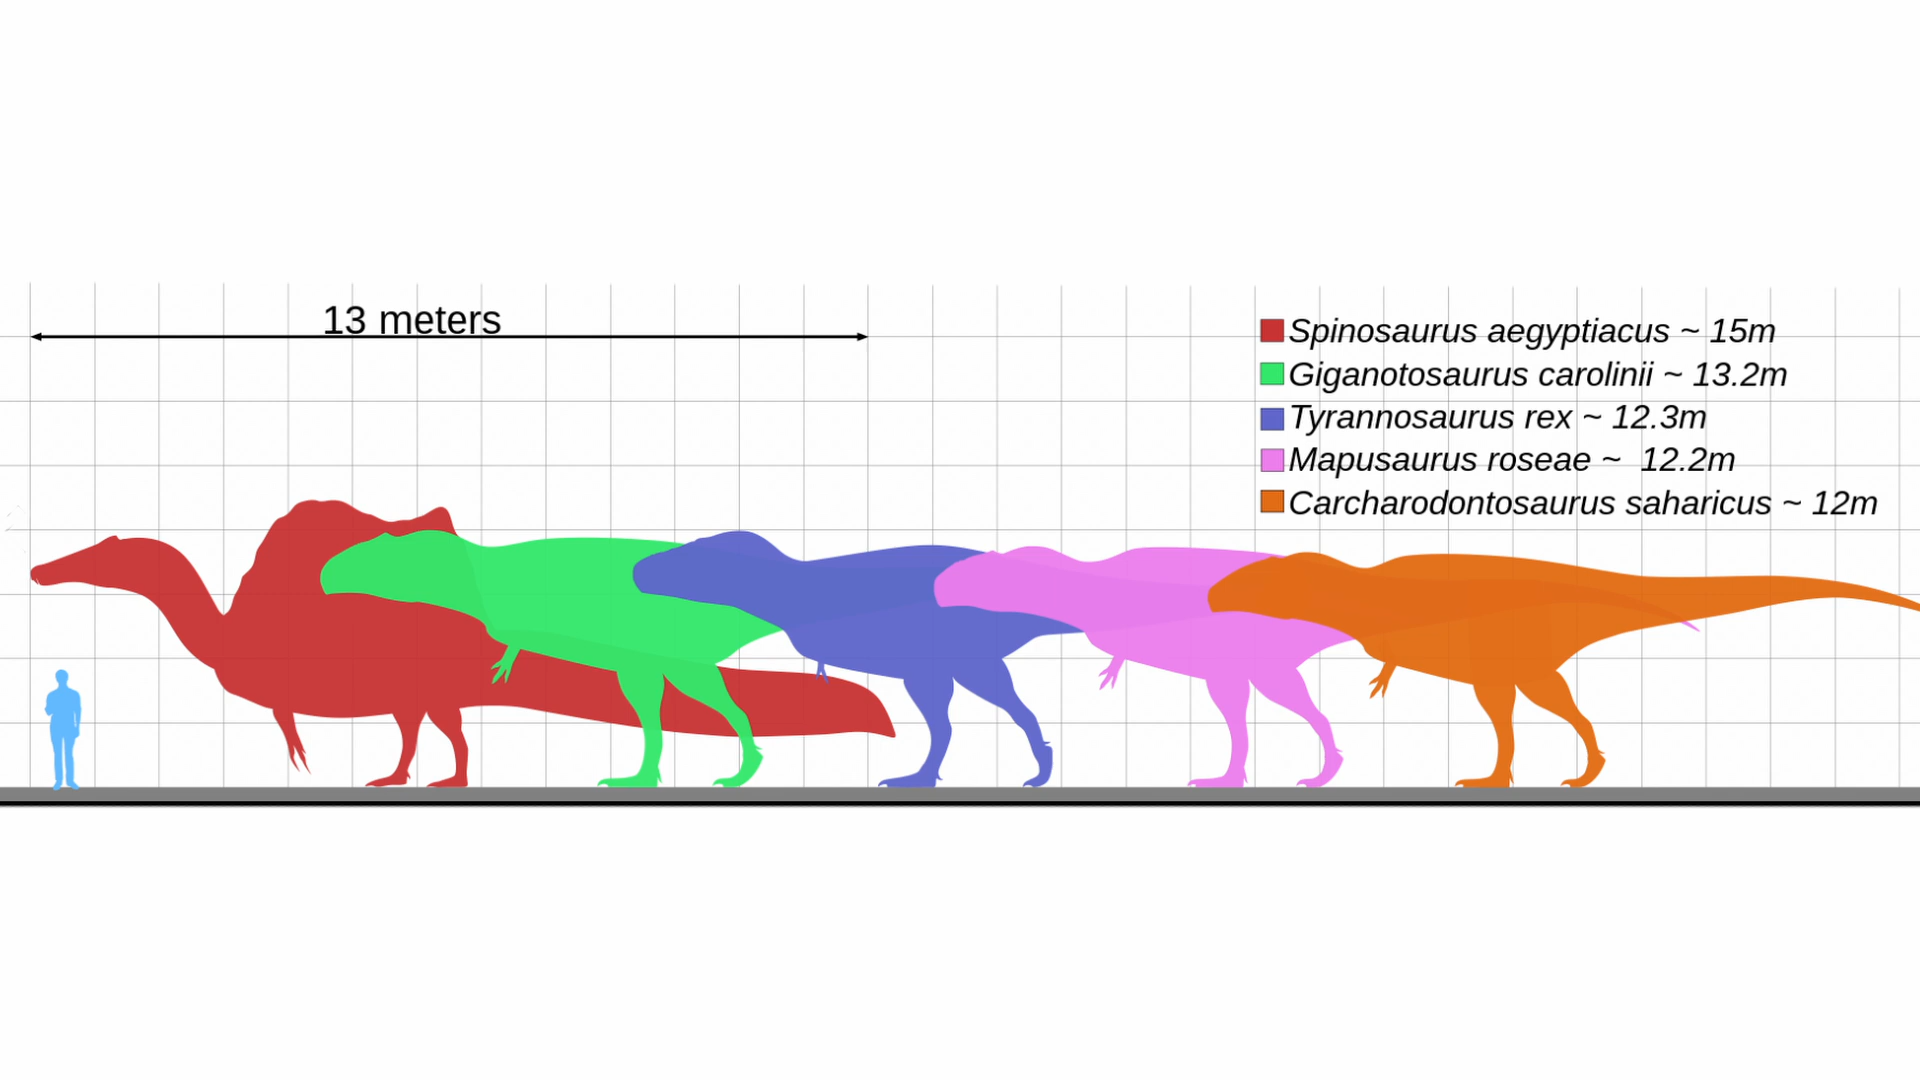 13 meters
Spinosaurus aegyptiacus ~ 15m
Giganotosaurus carolinii ~ 13.2m
Tyrannosaurus rex ~ 12.3m
Mapusaurus roseae ~ 12.2m
Carcharodontosaurus saharicus ~ 12m